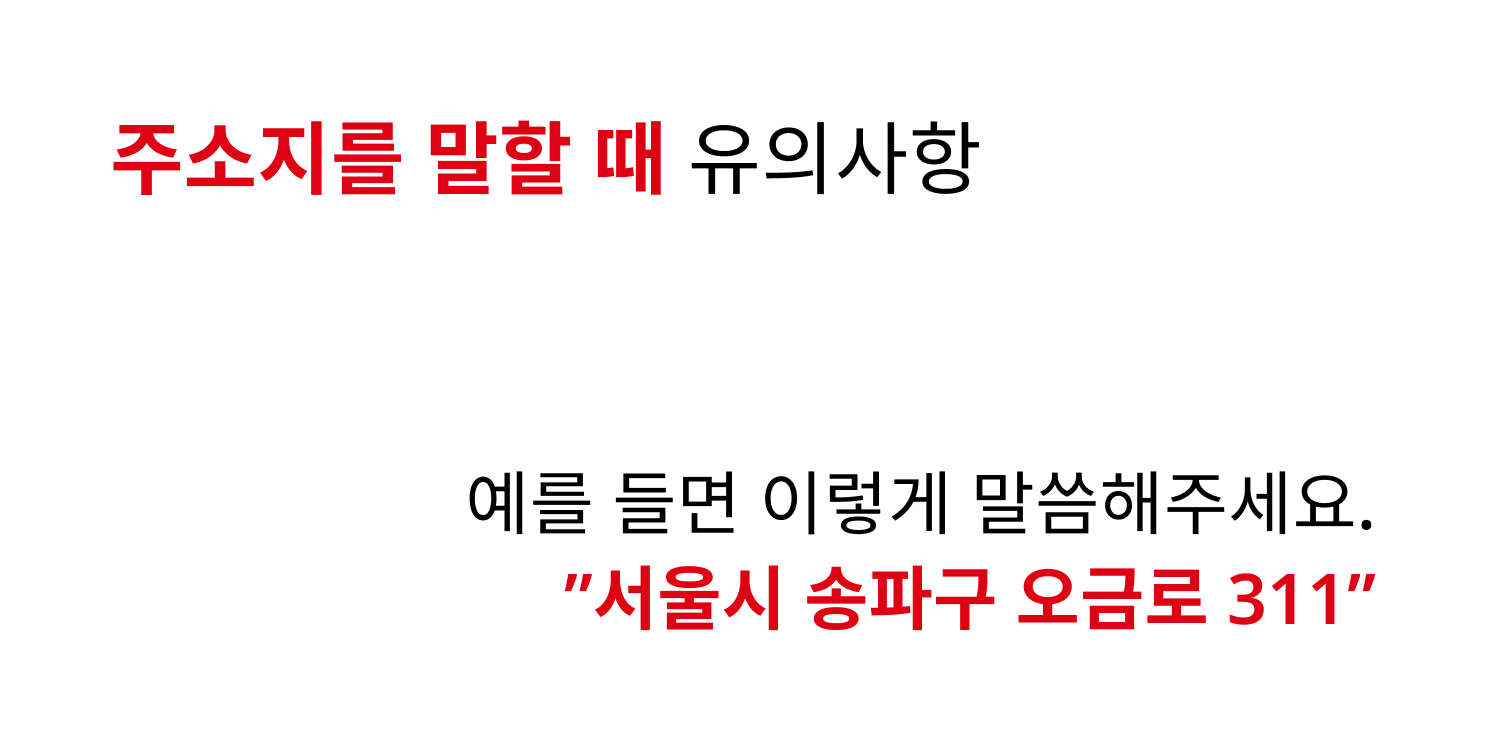 주소지를 말할 때 유의사항
예를 들면 이렇게 말씀해주세요.
”서울시 송파구 오금로 311”